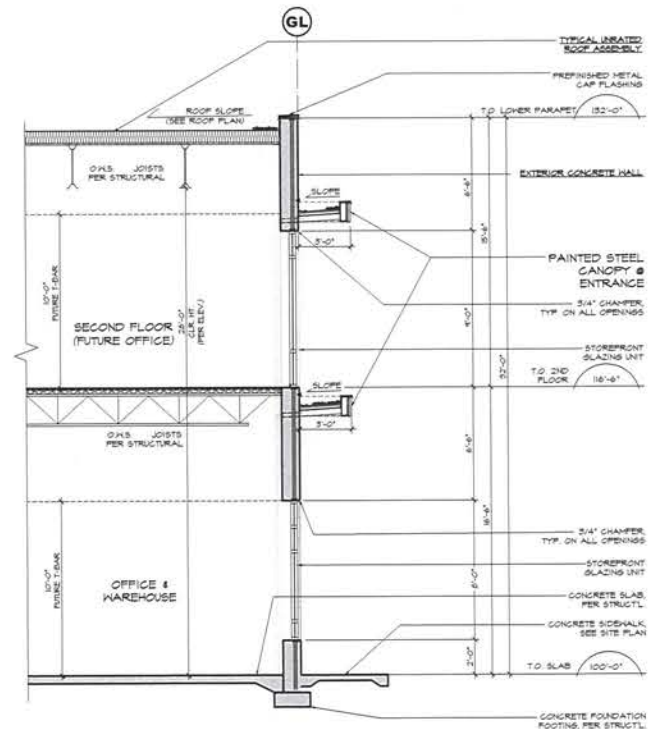 GL
TYPICAL UNRATED
ROOF ASSEMBLY
PREFINISHED METAL
CAP FLASHING
ROOF SLOPE
(SEE ROOF PLAN)
T.O. LOWER PARAPET
132'-0"
O.W.S. JOISTS
PER STRUCTURAL
EXTERIOR CONCRETE WALL
SLOPE
6'-6"
15'-6"
3'-0"
PAINTED STEEL
CANOPY @
ENTRANCE
10'-0"
FUTURE T-BAR
28'-0"
CLR. HT.
(PER ELEV.)
SECOND FLOOR
(FUTURE OFFICE)
3/4" CHAMFER,
TYP. ON ALL OPENINGS
9'-0"
STOREFRONT
GLAZING UNIT
32'-0"
T.O. 2ND
FLOOR
116'-6"
SLOPE
3'-0"
O.W.S. JOISTS
PER STRUCTURAL
6'-6"
16'-6"
3/4" CHAMFER,
TYP. ON ALL OPENINGS
10'-0"
FUTURE T-BAR
OFFICE &
WAREHOUSE
STOREFRONT
GLAZING UNIT
8'-0"
CONCRETE SLAB,
PER STRUCT'L.
CONCRETE SIDEWALK,
SEE SITE PLAN
2'-0"
T.O. SLAB
100'-0"
CONCRETE FOUNDATION
FOOTING, PER STRUCT'L.